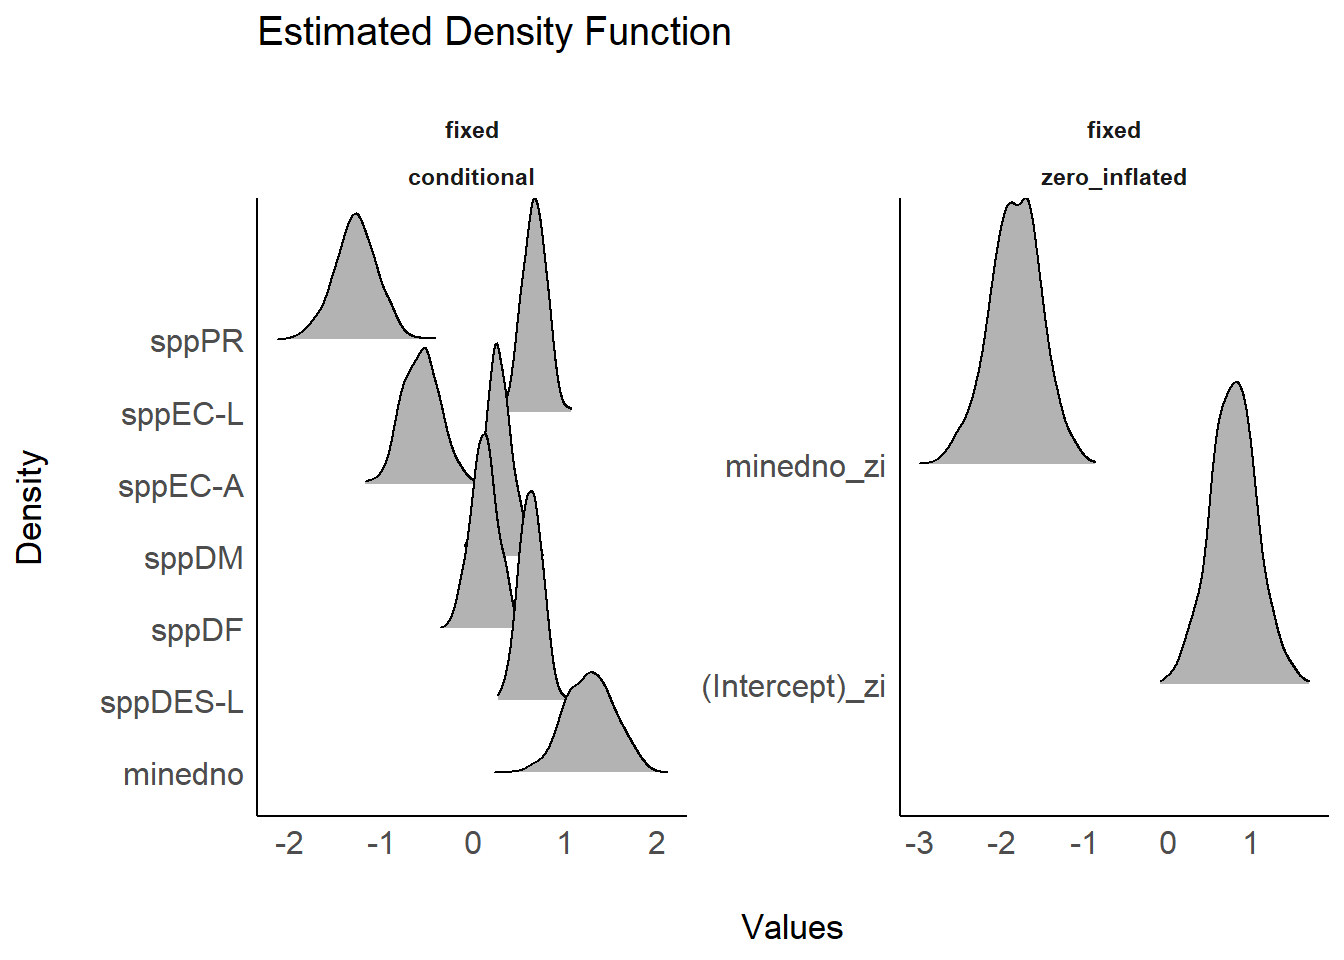 Estimated Density Function
fixed
conditional
fixed
zero_inflated
Density
sppPR
sppEC-L
sppEC-A
sppDM
sppDF
sppDES-L
minedno
-2 -1 0 1 2
minedno_zi
(Intercept)_zi
-3 -2 -1 0 1
Values